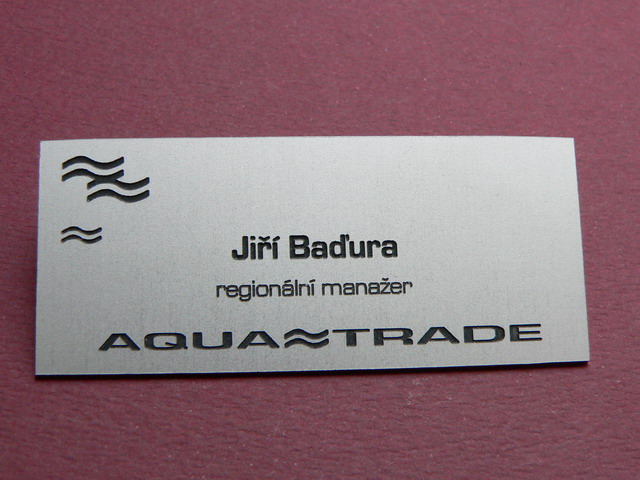 Jiří Baďura
regionální manažer
AQUA≈TRADE